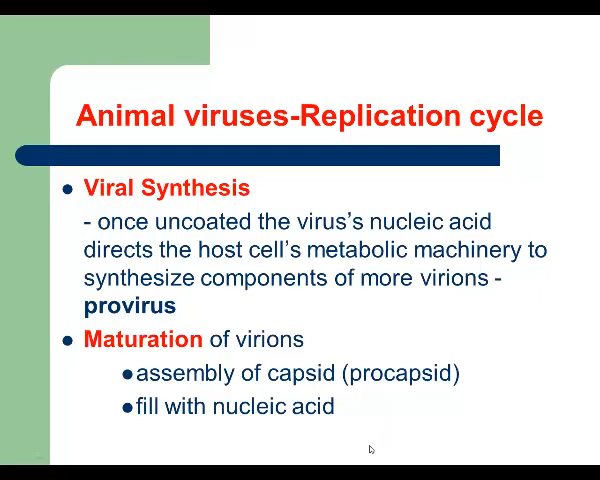 Animal viruses-Replication cycle
● Viral Synthesis
- once uncoated the virus's nucleic acid
directs the host cell's metabolic machinery to
synthesize components of more virions -
provirus
● Maturation of virions
●assembly of capsid (procapsid)
●fill with nucleic acid